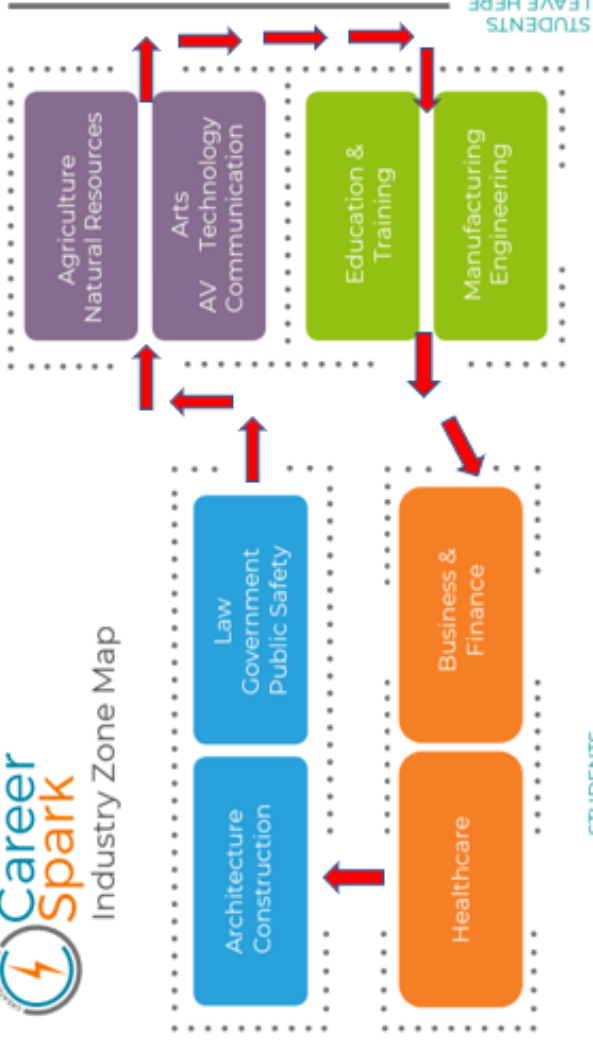 Career
Spark
Industry Zone Map
Architecture
Construction
Law
Government
Public Safety
Agriculture
Natural Resources
Arts
AV Technology
Communication
Healthcare
Business &
Finance
Education &
Training
Manufacturing
Engineering
STUDENTS
LEAVE HERE
STUDENTS